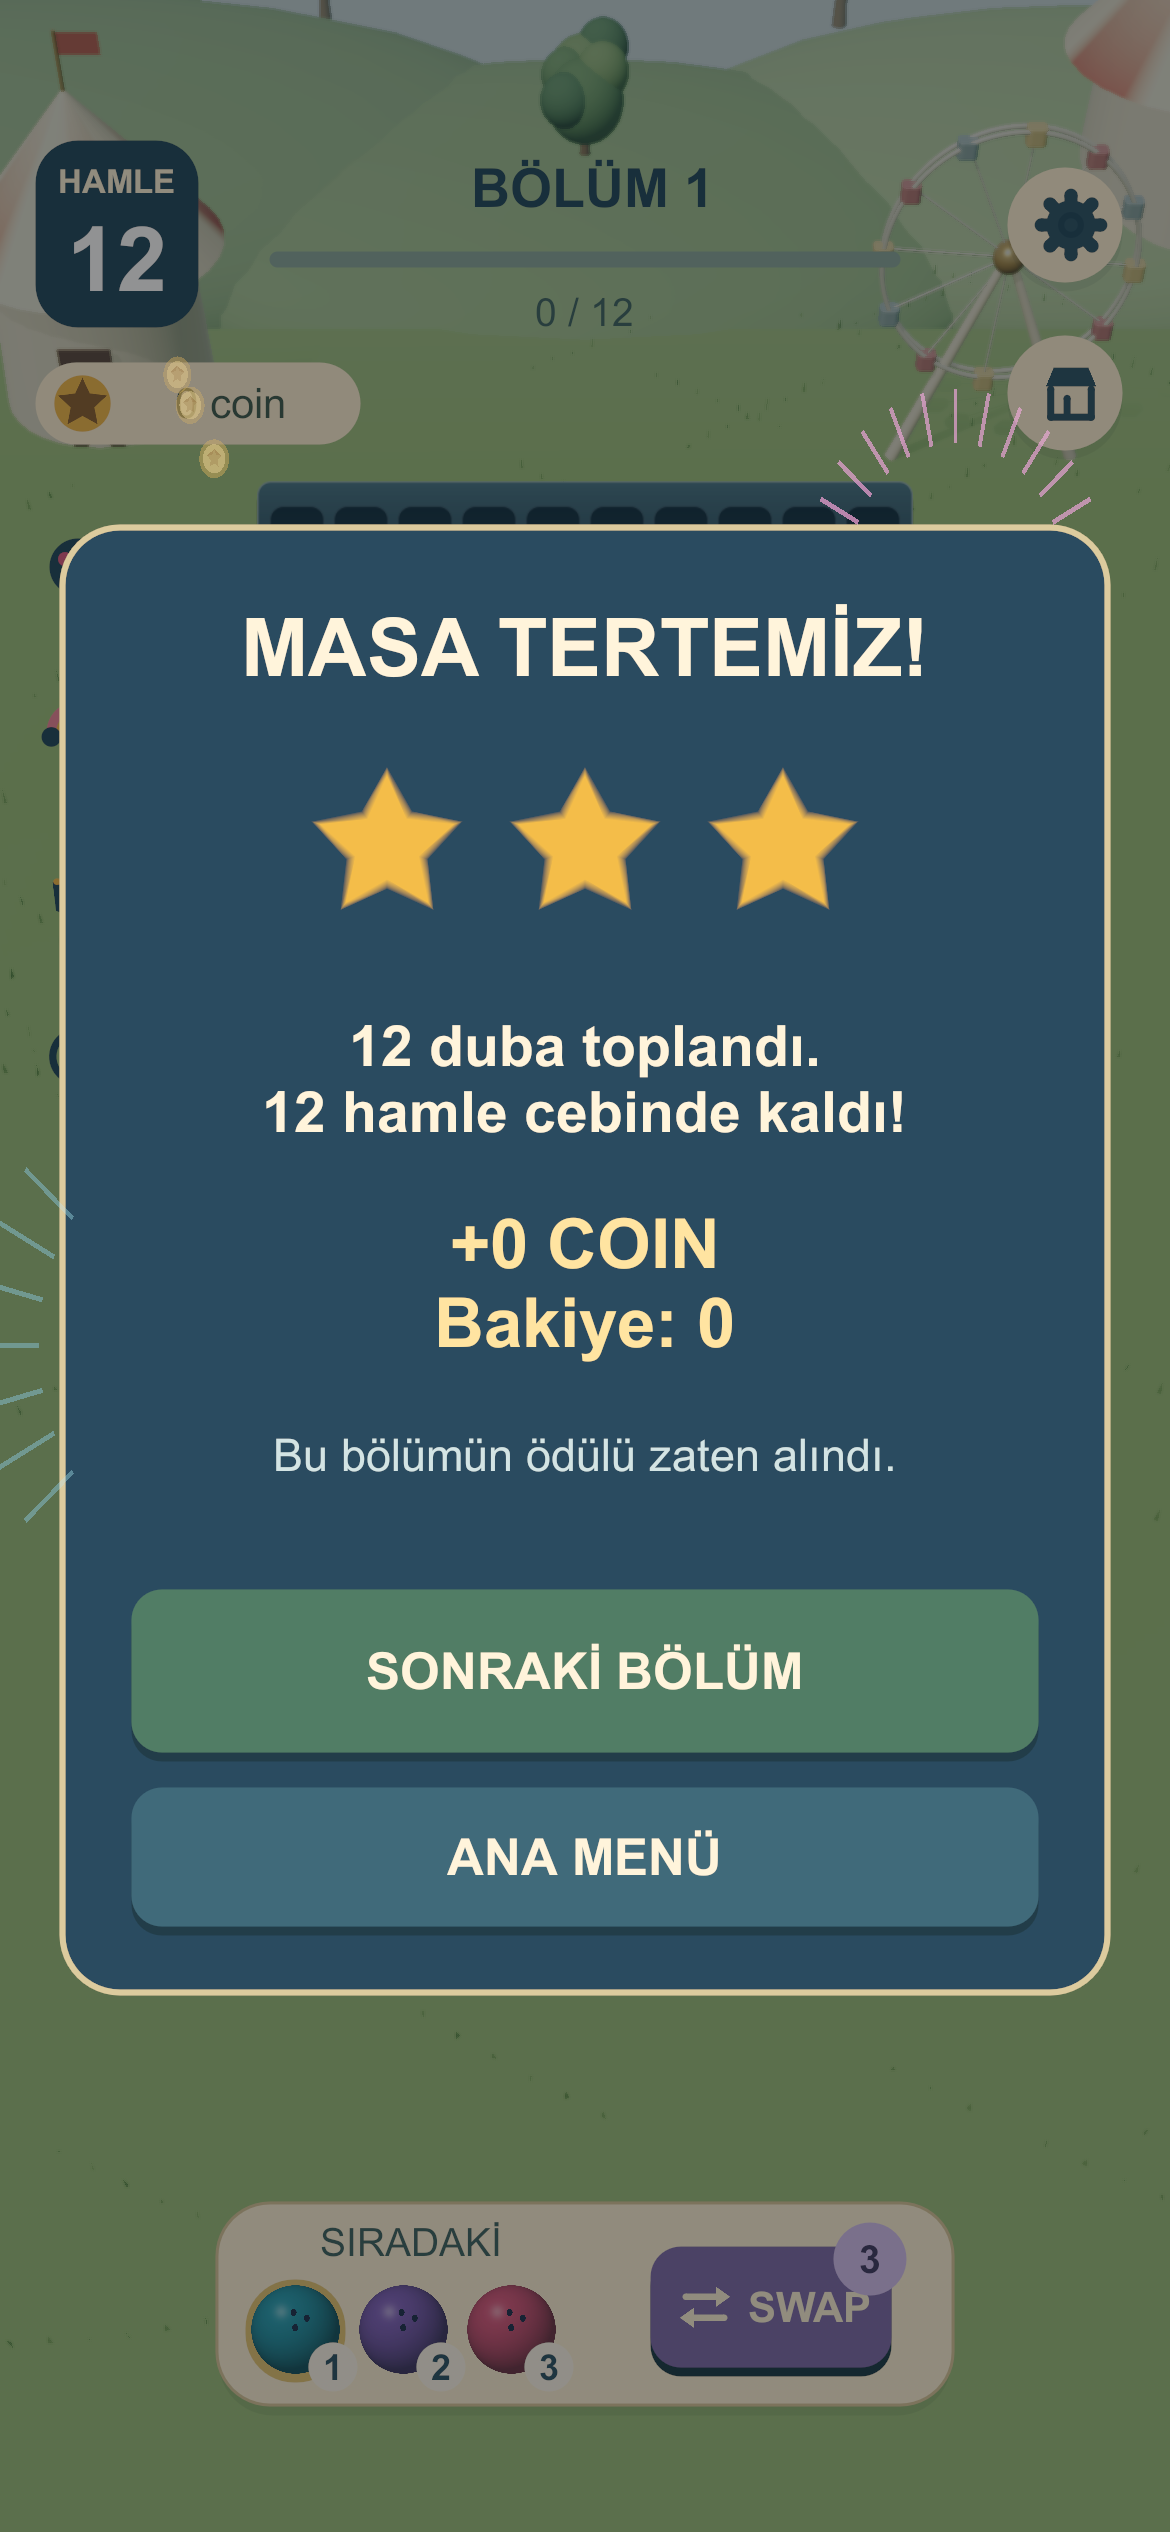 HAMLE
12
BÖLÜM 1
0 / 12
coin
MASA TERTEMİZ!
12 duba toplandı.
12 hamle cebinde kaldı!
+0 COIN
Bakiye: 0
Bu bölümün ödülü zaten alındı.
SONRAKİ BÖLÜM
ANA MENÜ
SIRADAKİ
1
2
3
SWAP
3